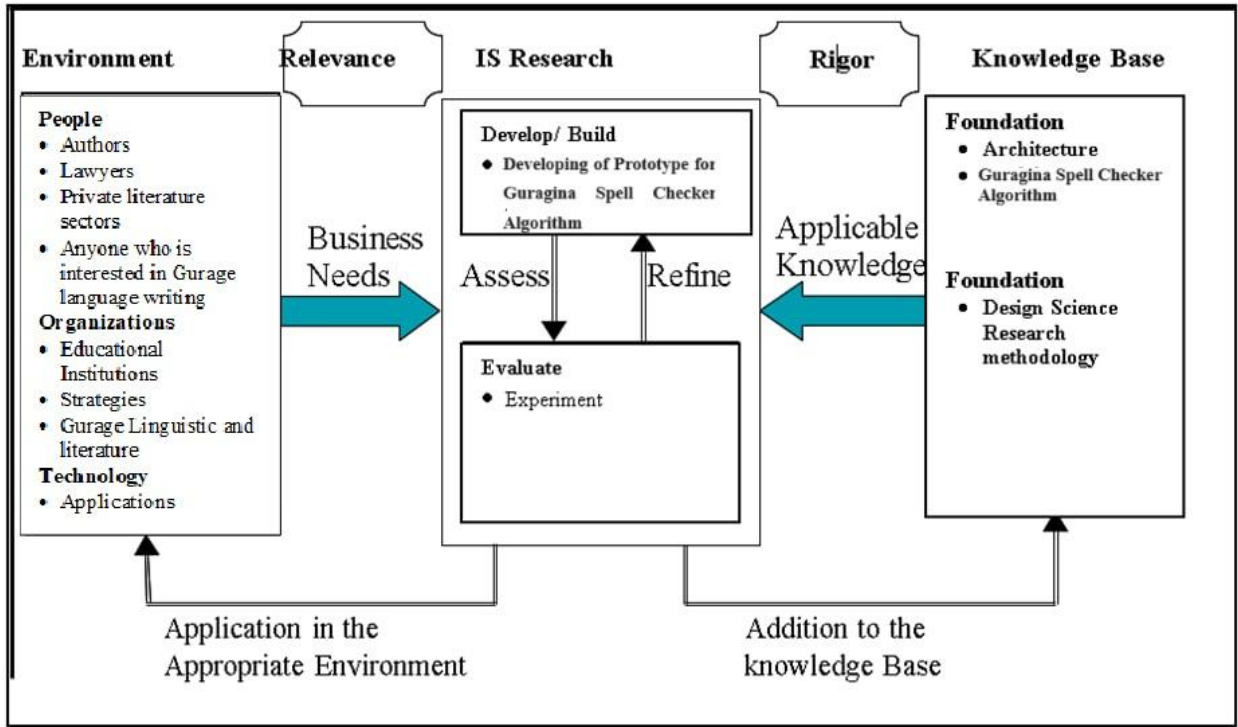 Environment
Relevance
IS Research
Rigor
Knowledge Base
People
• Authors
• Lawyers
• Private literature
sectors
• Anyone who is
interested in Gurage
language writing
Organizations
• Educational
Institutions
• Strategies
• Gurage Linguistic and
literature
Technology
• Applications
Business
Needs
Develop/ Build
• Developing of Prototype for
Guragina Spell Checker
Algorithm
Assess
Refine
Evaluate
• Experiment
Applicable
Knowledge
Foundation
• Architecture
• Guragina Spell Checker
Algorithm
Foundation
• Design Science
Research
methodology
Application in the
Appropriate Environment
Addition to the
knowledge Base